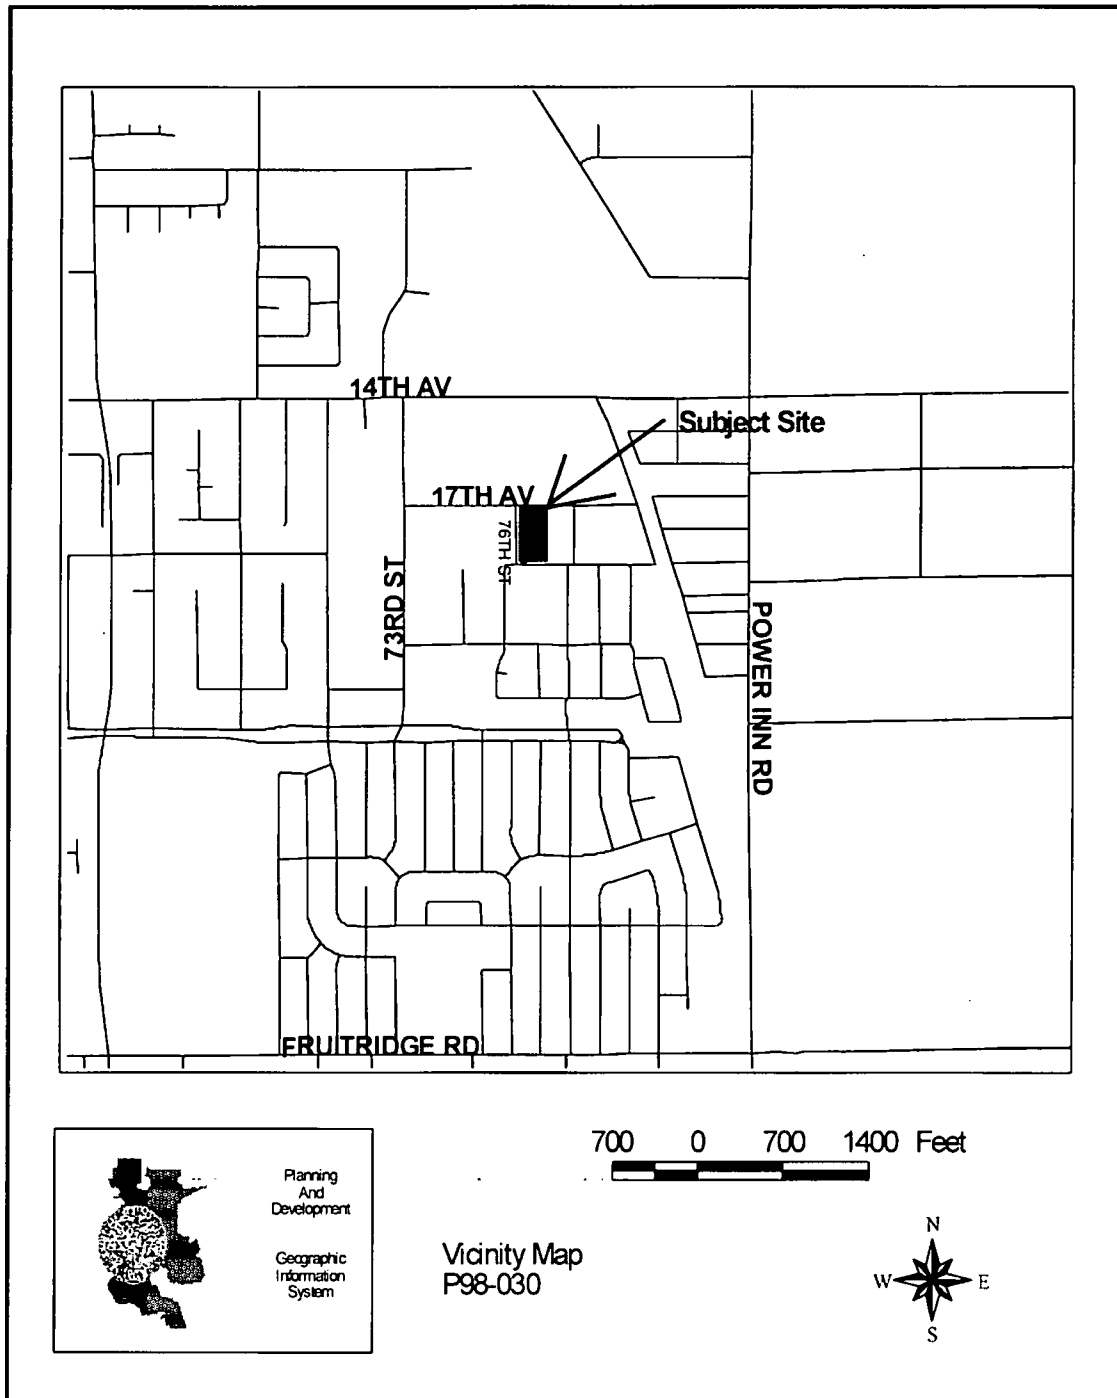 14TH AV
Subject Site
17TH AV
76TH ST
73RD ST
POWER INN RD
FRUITRIDGE RD
700 0 700 1400 Feet
Planning
And
Development
Geographic
Information
System
Vicinity Map
P98-030
N
W E
S